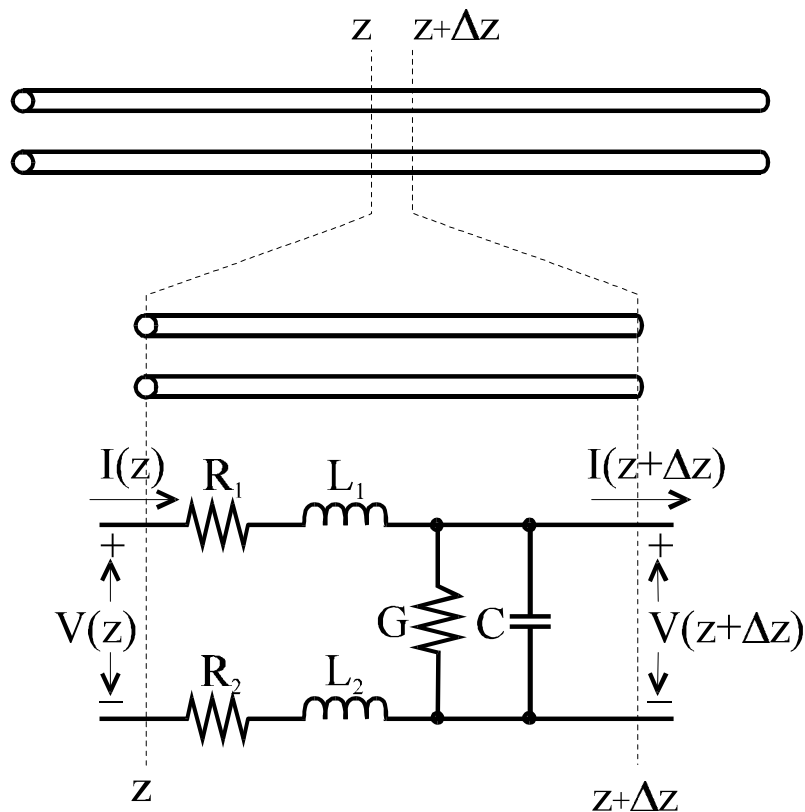 z z+Δz
I(z) R₁ L₁ I(z+Δz)
+ +
V(z) G C V(z+Δz)
− R₂ L₂ −
z z+Δz